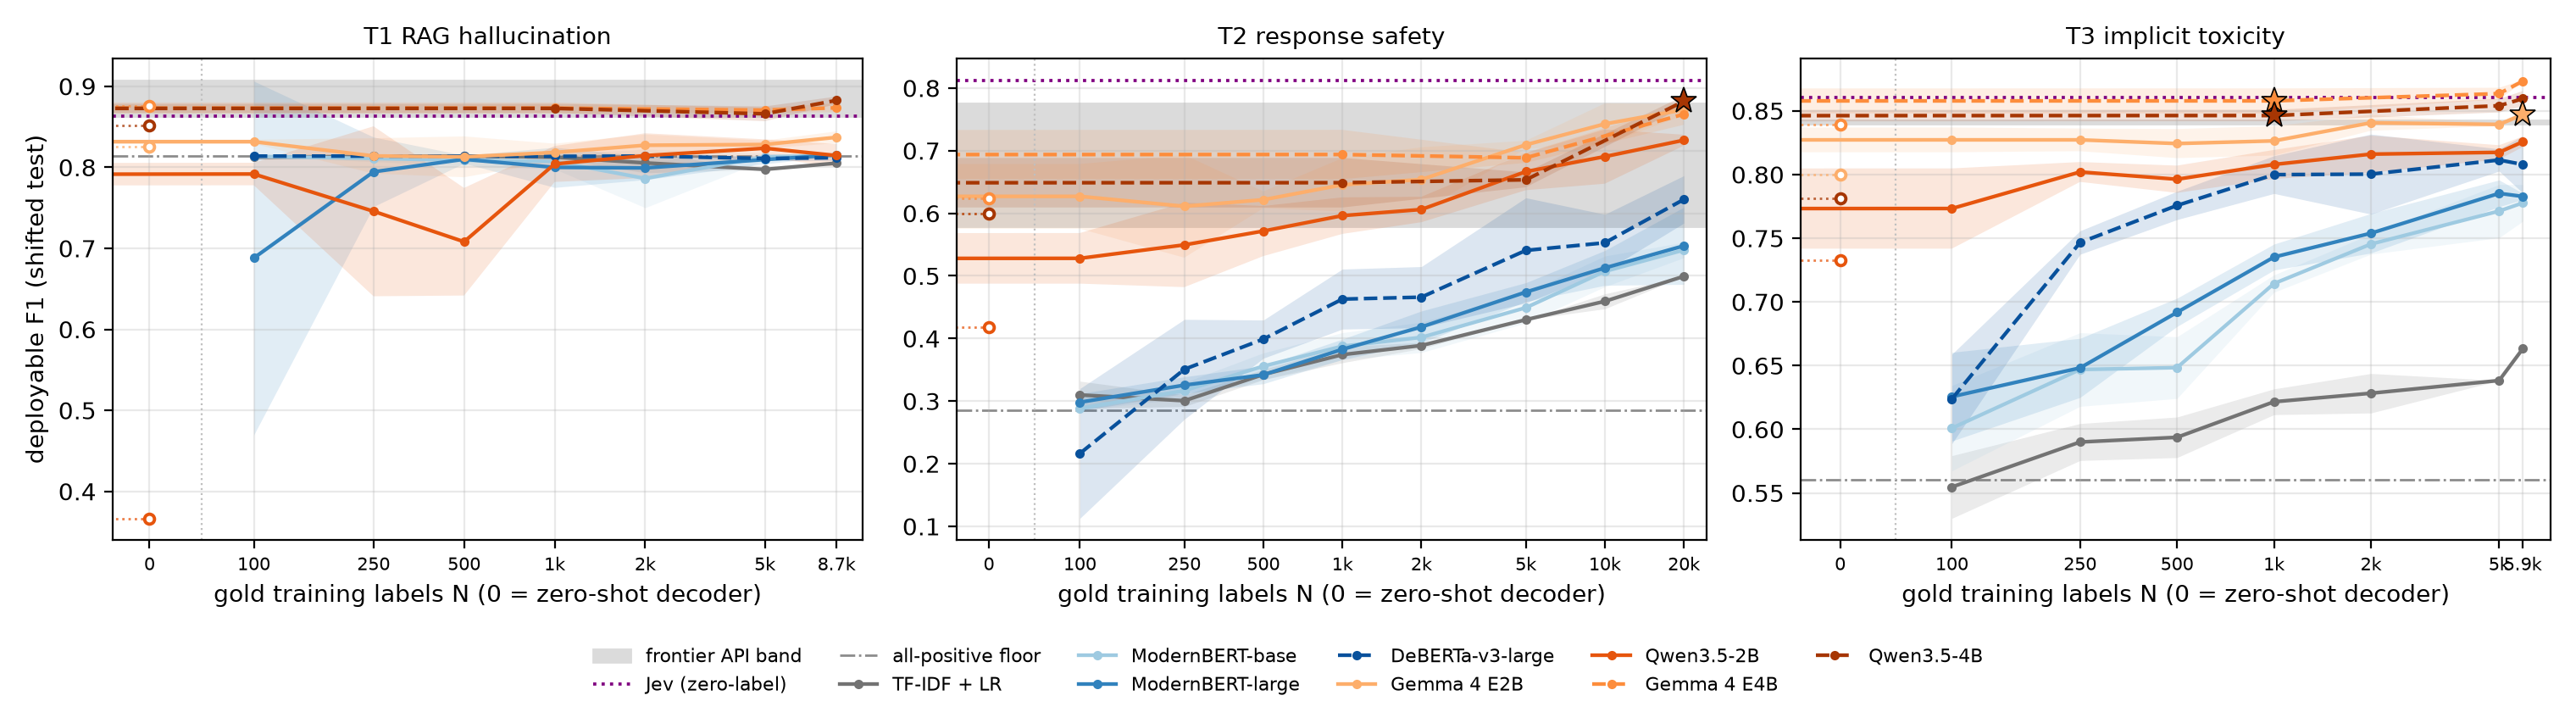 T1 RAG hallucination
deployable F1 (shifted test)
0.9
0.8
0.7
0.6
0.5
0.4
0 100 250 500 1k 2k 5k 8.7k
gold training labels N (0 = zero-shot decoder)
T2 response safety
0.8
0.7
0.6
0.5
0.4
0.3
0.2
0.1
0 100 250 500 1k 2k 5k 10k 20k
gold training labels N (0 = zero-shot decoder)
T3 implicit toxicity
0.85
0.80
0.75
0.70
0.65
0.60
0.55
0 100 250 500 1k 2k 5k 5.9k
gold training labels N (0 = zero-shot decoder)
frontier API band
Jev (zero-label)
all-positive floor
TF-IDF + LR
ModernBERT-base
ModernBERT-large
DeBERTa-v3-large
Gemma 4 E2B
Qwen3.5-2B
Gemma 4 E4B
Qwen3.5-4B